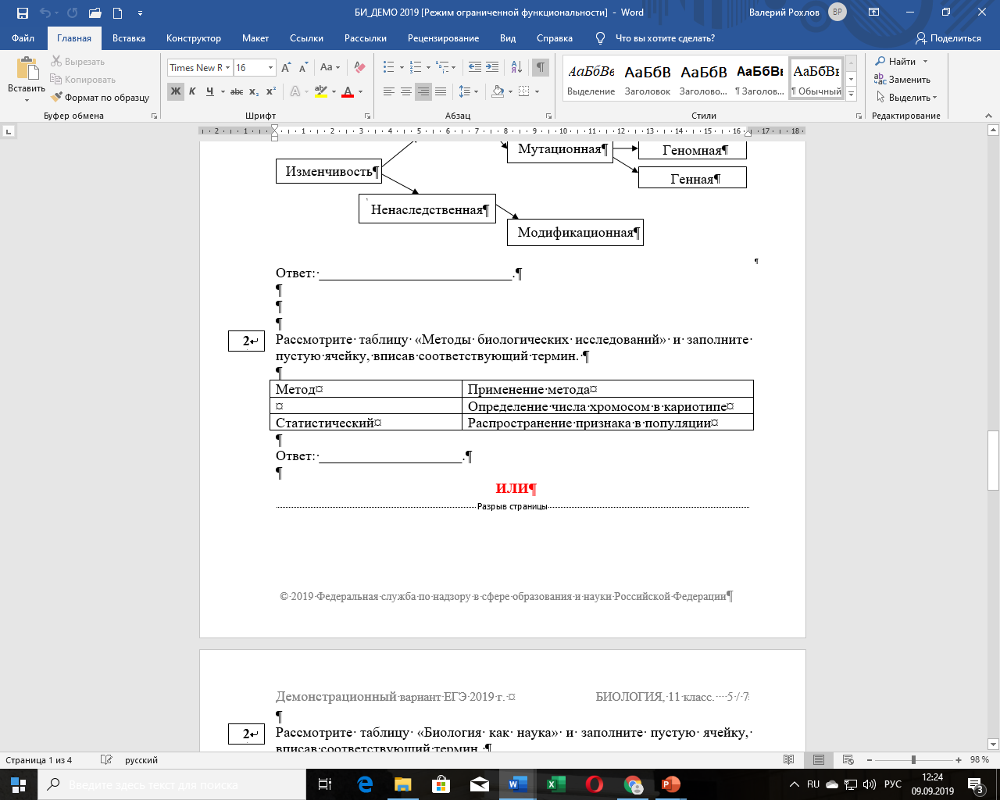 БИ_ДЕМО 2019 [Режим ограниченной функциональности] - Word
Валерий Рохлов
ВР
Файл Главная Вставка Конструктор Макет Ссылки Рассылки Рецензирование Вид Справка Что вы хотите сделать? Поделиться
Вставить
Вырезать
Копировать
Формат по образцу
Буфер обмена
Times New R 16
Ж К Ч abc x₂ x²
Шрифт
Абзац
АаБбВв АаБбВ АаБбВ АаБбВв АаБбВв
Выделение Заголовок Заголово... ¶ Заголов... ¶ Обычный
Стили
Найти
Заменить
Выделить
Редактирование
2 1 1 2 3 4 5 6 7 8 9 10 11 12 13 14 15 16 17 18
Мутационная¶
Геномная¶
Изменчивость¶
Генная¶
Ненаследственная¶
Модификационная¶
¶
Ответ:·____________________________.¶
¶
¶
¶
2
Рассмотрите· таблицу· «Методы· биологических· исследований»· и· заполните·
пустую·ячейку,·вписав·соответствующий·термин.·¶
¶
Метод¤ Применение·метода¤
¤ Определение·числа·хромосом·в·кариотипе¤
Статистический¤ Распространение·признака·в·популяции¤
¶
Ответ:·_____________________.¶
¶
ИЛИ¶
Разрыв страницы
©·2019·Федеральная·служба·по·надзору·в·сфере·образования·и·науки·Российской·Федерации¶
Демонстрационный·вариант·ЕГЭ·2019·г.·¤ БИОЛОГИЯ,·11·класс.····5·/·7
¶
2
Рассмотрите· таблицу· «Биология· как· наука»· и· заполните· пустую· ячейку,·
вписав·соответствующий·термин.·¶
Страница 1 из 4 русский 98 %
Введите здесь текст для поиска
RU РУС
12:24
09.09.2019
3